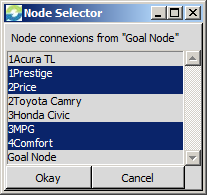 Node Selector
Node connexions from "Goal Node"
1Acura TL
1Prestige
2Price
2Toyota Camry
3Honda Civic
3MPG
4Comfort
Goal Node
Okay Cancel